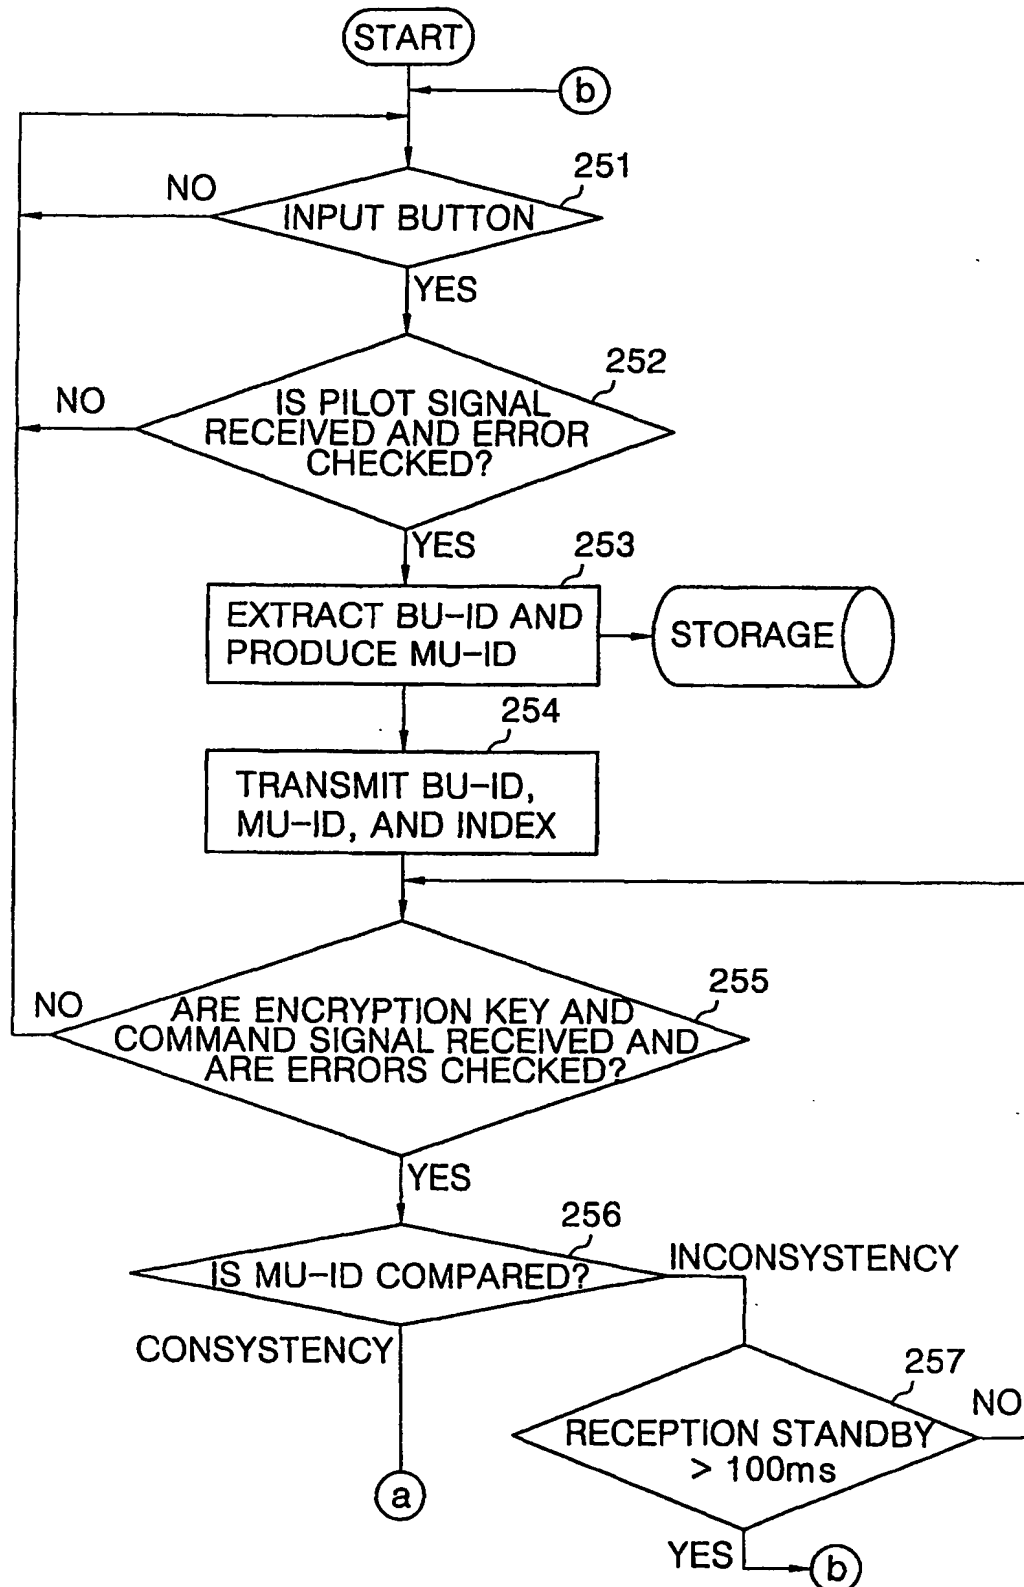 START
b
251
NO
INPUT BUTTON
YES
252
NO
IS PILOT SIGNAL
RECEIVED AND ERROR
CHECKED?
YES
253
EXTRACT BU-ID AND
PRODUCE MU-ID
STORAGE
254
TRANSMIT BU-ID,
MU-ID, AND INDEX
255
NO
ARE ENCRYPTION KEY AND
COMMAND SIGNAL RECEIVED AND
ARE ERRORS CHECKED?
YES
256
IS MU-ID COMPARED?
INCONSYSTENCY
CONSYSTENCY
257
NO
RECEPTION STANDBY
> 100ms
a
YES
b